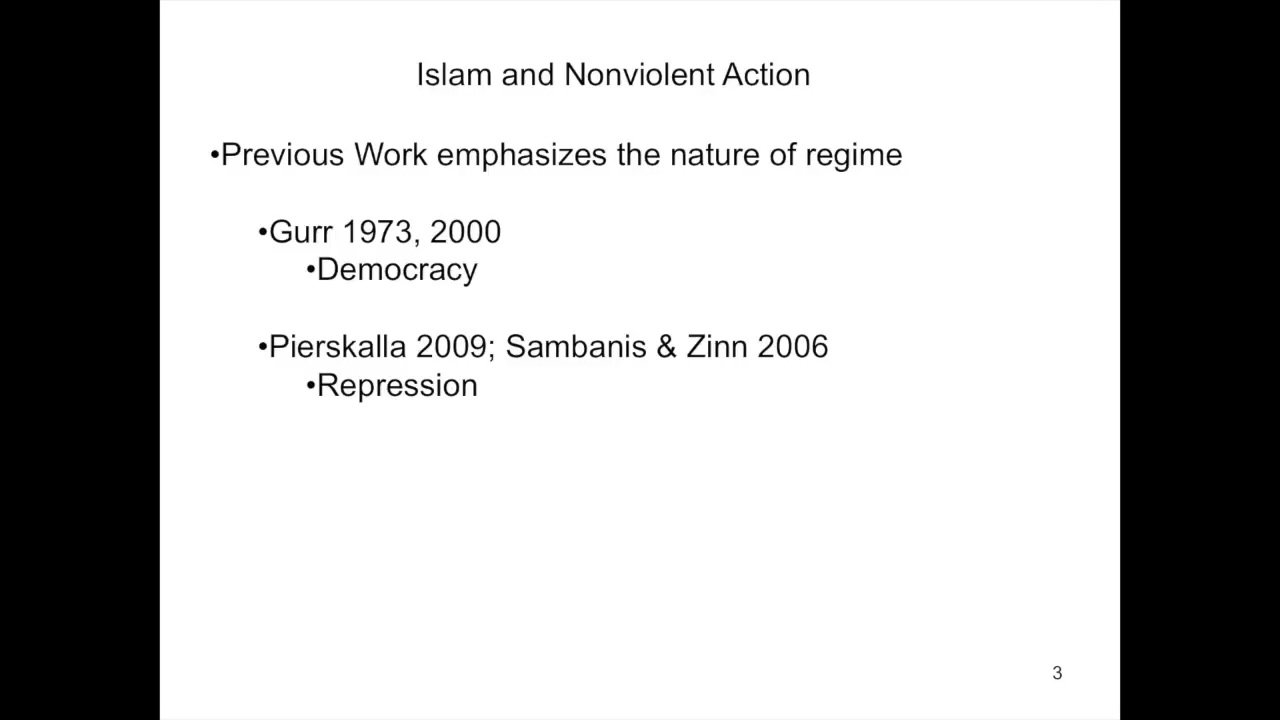 Islam and Nonviolent Action
•Previous Work emphasizes the nature of regime
•Gurr 1973, 2000
•Democracy
•Pierskalla 2009; Sambanis & Zinn 2006
•Repression
3